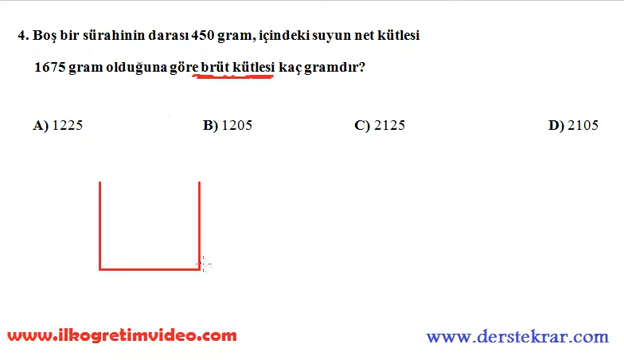 4. Boş bir sürahinin darası 450 gram, içindeki suyun net kütlesi
1675 gram olduğuna göre brüt kütlesi kaç gramdır?
A) 1225 B) 1205 C) 2125 D) 2105
www.ilkogretimvideo.com www.derstekrar.com